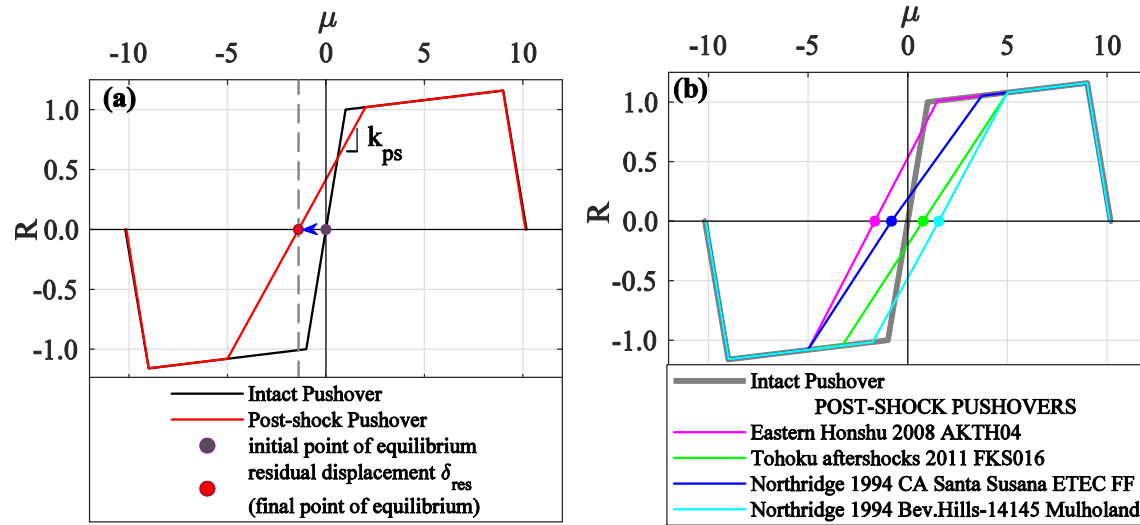 μ
-10 -5 0 5 10
(a)
1.0
0.5
0.0
-0.5
-1.0
R
k_ps
Intact Pushover
Post-shock Pushover
initial point of equilibrium
residual displacement δ_res
(final point of equilibrium)
μ
-10 -5 0 5 10
(b)
1.0
0.5
0.0
-0.5
-1.0
R
Intact Pushover
POST-SHOCK PUSHOVERS
Eastern Honshu 2008 AKTH04
Tohoku aftershocks 2011 FKS016
Northridge 1994 CA Santa Susana ETEC FF
Northridge 1994 Bev.Hills-14145 Mulholand